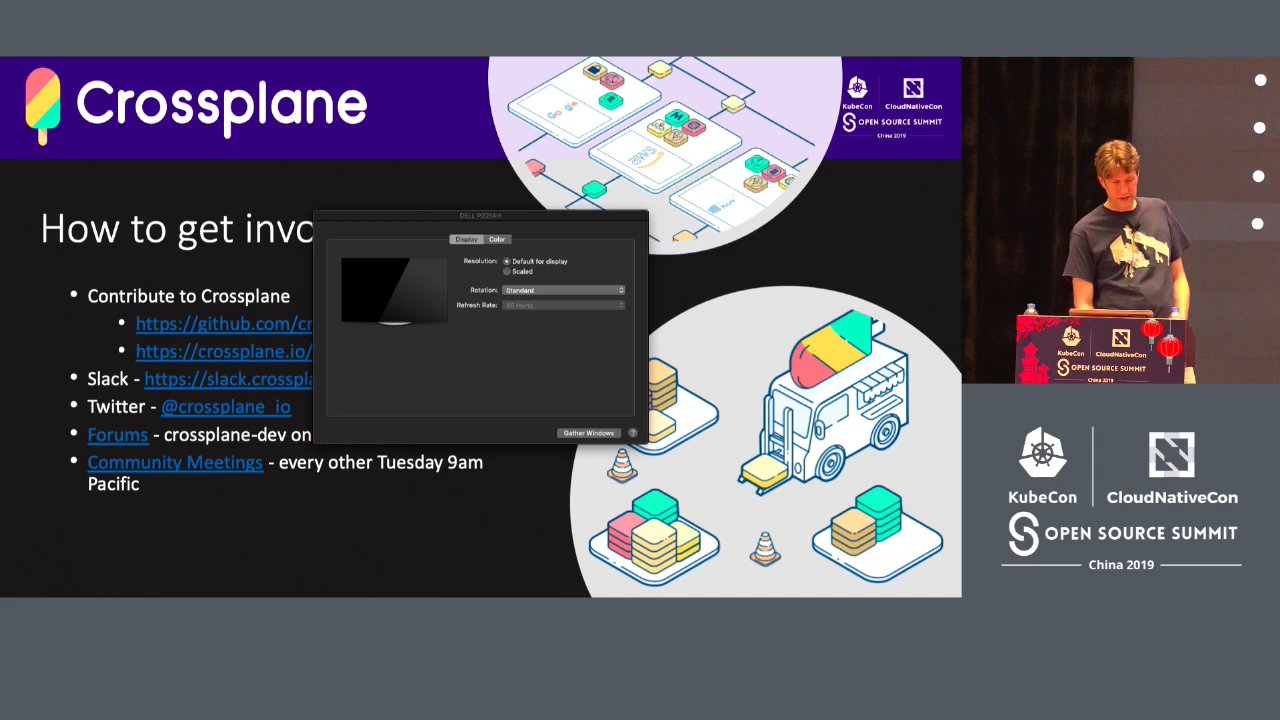 Crossplane
Google
aws
Azure
KubeCon
CloudNativeCon
OPEN SOURCE SUMMIT
China 2019
How to get invo
DELL P2214H
Display
Color
Resolution:
Default for display
Scaled
Rotation:
Standard
Refresh Rate:
60 Hertz
Gather Windows
?
• Contribute to Crossplane
• https://github.com/cr
• https://crossplane.io/
• Slack - https://slack.crosspla
• Twitter - @crossplane_io
• Forums - crossplane-dev on
• Community Meetings - every other Tuesday 9am
Pacific
KubeCon
CloudNativeCon
OPEN SOURCE SUMMIT
China 2019
KubeCon
CloudNativeCon
OPEN SOURCE SUMMIT
China 2019